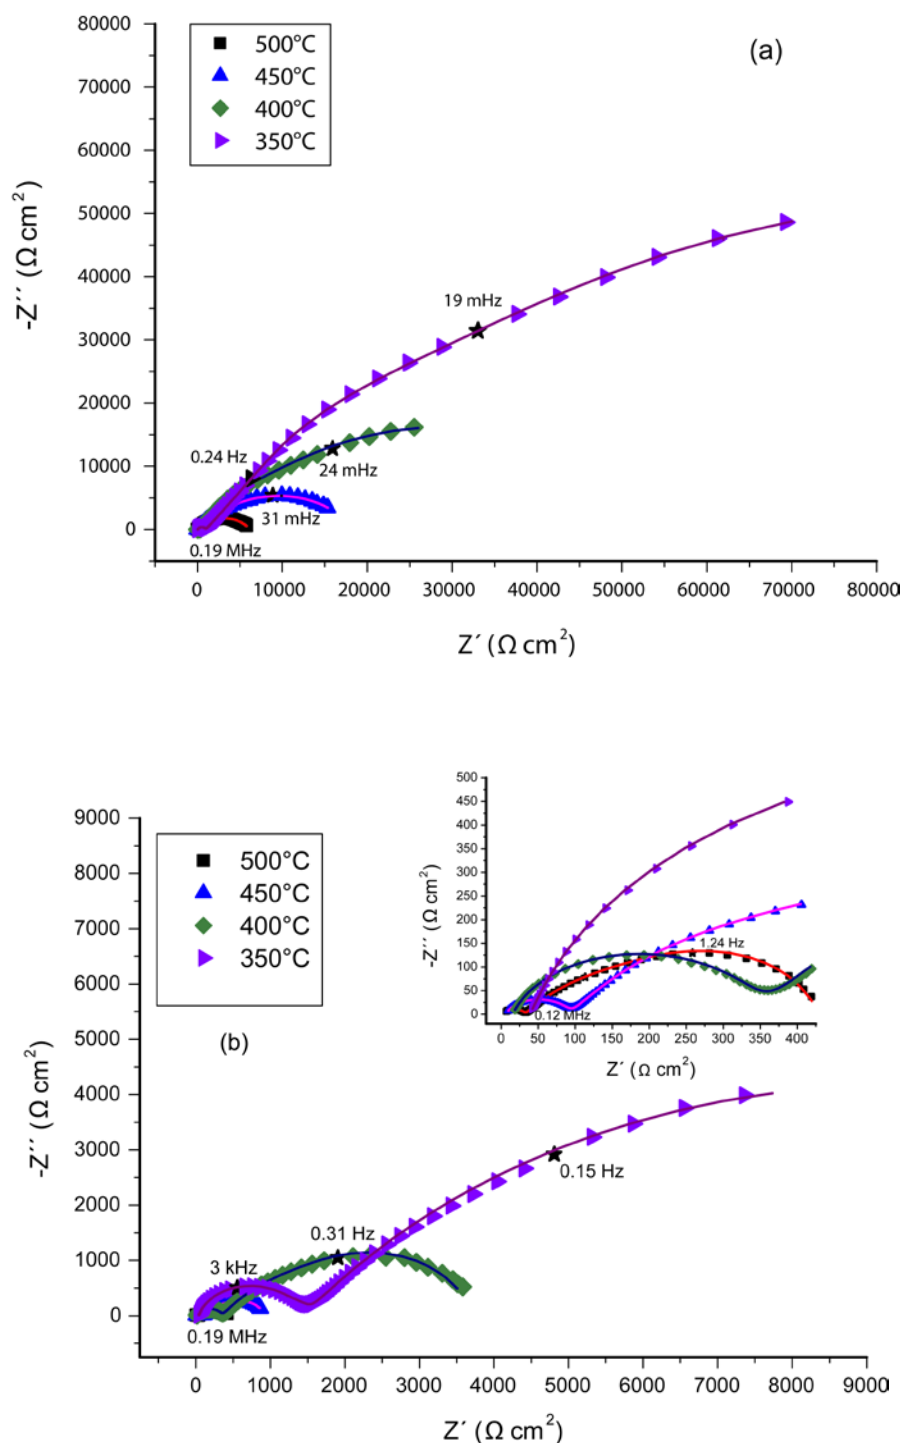 80000
70000
60000
50000
40000
30000
20000
10000
0
-Z´´ (Ω cm²)
500°C
450°C
400°C
350°C
(a)
19 mHz
0.24 Hz
24 mHz
31 mHz
0.19 MHz
0 10000 20000 30000 40000 50000 60000 70000 80000
Z´ (Ω cm²)
9000
8000
7000
6000
5000
4000
3000
2000
1000
0
-Z´´ (Ω cm²)
500°C
450°C
400°C
350°C
(b)
500
450
400
350
300
250
200
150
100
50
0
-Z´´ (Ω cm²)
1.24 Hz
0.12 MHz
0 50 100 150 200 250 300 350 400
Z´ (Ω cm²)
0.15 Hz
0.31 Hz
3 kHz
0.19 MHz
0 1000 2000 3000 4000 5000 6000 7000 8000 9000
Z´ (Ω cm²)